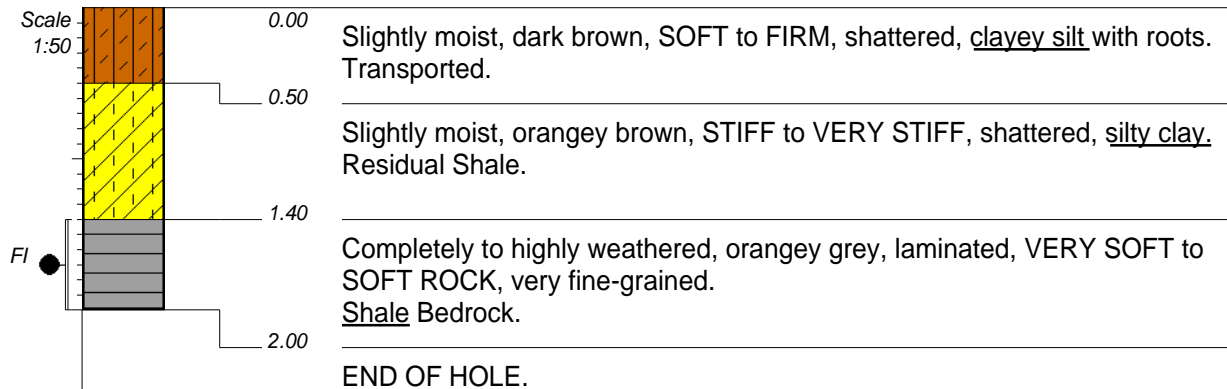 Scale
1:50
0.00
Slightly moist, dark brown, SOFT to FIRM, shattered, clayey silt with roots.
Transported.
0.50
Slightly moist, orangey brown, STIFF to VERY STIFF, shattered, silty clay.
Residual Shale.
1.40
FI
Completely to highly weathered, orangey grey, laminated, VERY SOFT to
SOFT ROCK, very fine-grained.
Shale Bedrock.
2.00
END OF HOLE.